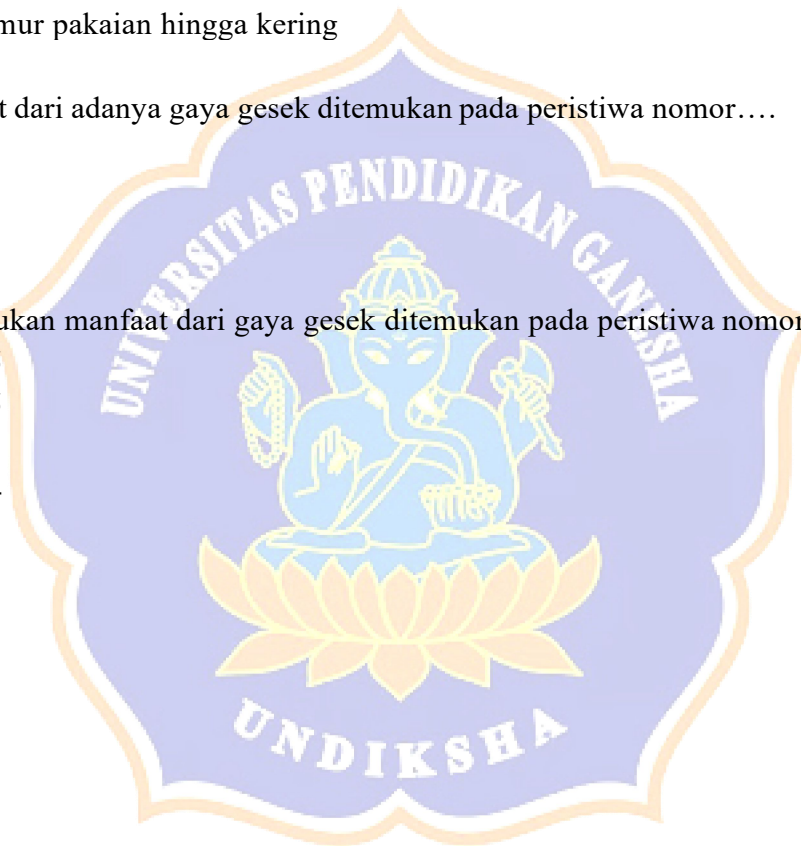 mur pakaian hingga kering
t dari adanya gaya gesek ditemukan pada peristiwa nomor….
UNIVERSITAS PENDIDIKAN GANESHA
ukan manfaat dari gaya gesek ditemukan pada peristiwa nomor
UNDIKSHA